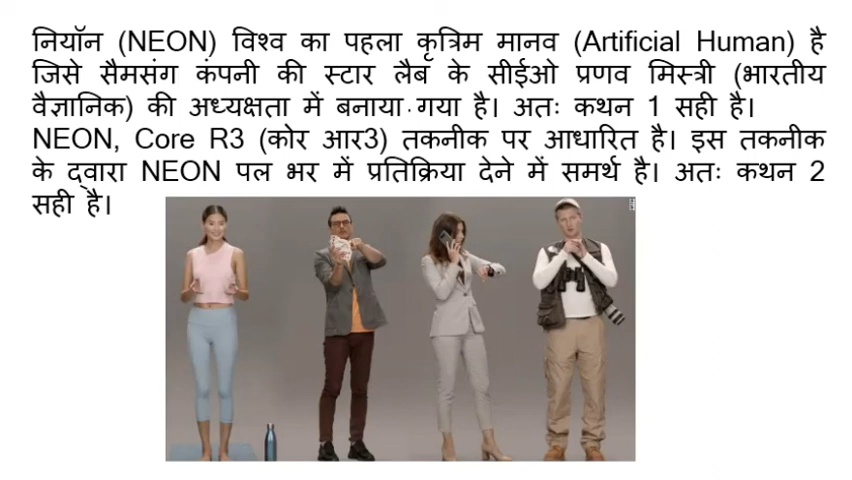 नियॉन (NEON) विश्व का पहला कृत्रिम मानव (Artificial Human) है
जिसे सैमसंग कंपनी की स्टार लैब के सीईओ प्रणव मिस्त्री (भारतीय
वैज्ञानिक) की अध्यक्षता में बनाया गया है। अतः कथन 1 सही है।
NEON, Core R3 (कोर आर3) तकनीक पर आधारित है। इस तकनीक
के द्वारा NEON पल भर में प्रतिक्रिया देने में समर्थ है। अतः कथन 2
सही है।